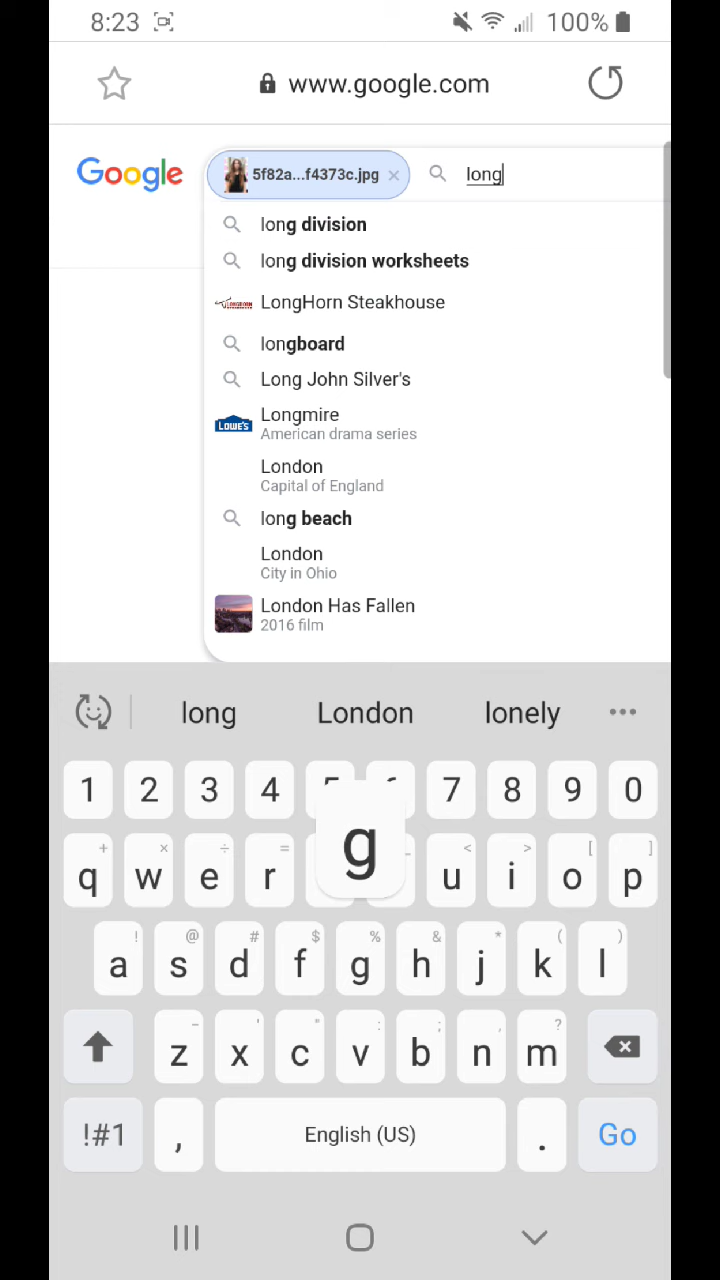 8:23 100%
www.google.com
Google 5f82a...f4373c.jpg × long
long division
long division worksheets
LONGHORN LongHorn Steakhouse
longboard
Long John Silver's
LOWE'S Longmire
American drama series
London
Capital of England
long beach
London
City in Ohio
London Has Fallen
2016 film
long London lonely •••
1 2 3 4 7 8 9 0
+ × ÷ = _ < > [ ]
q w e r u i o p
g
! @ # $ % & * ( )
a s d f g h j k l
- ' " : ; , ?
z x c v b n m
!#1 , English (US) . Go